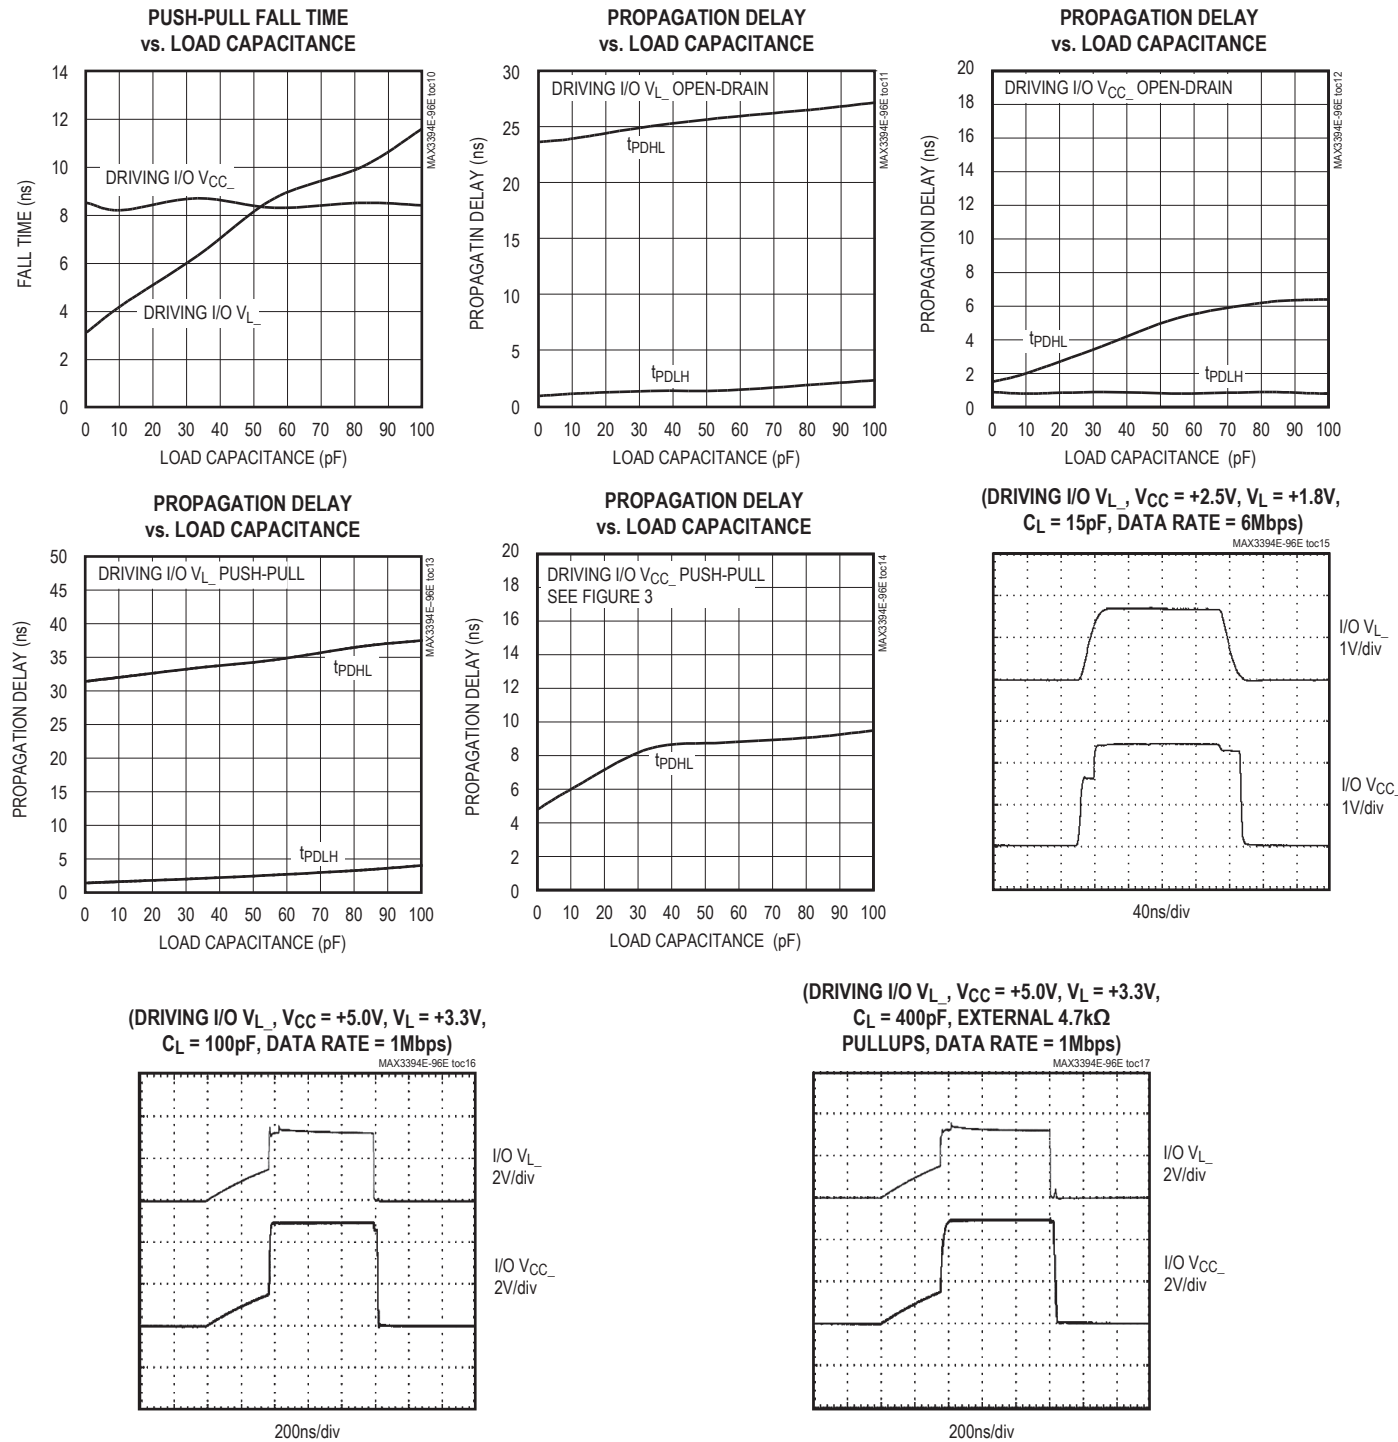 PUSH-PULL FALL TIME
vs. LOAD CAPACITANCE
MAX3394E-96E toc10
FALL TIME (ns)
14
12
10
8
6
4
2
0
DRIVING I/O VCC_
DRIVING I/O VL_
0 10 20 30 40 50 60 70 80 90 100
LOAD CAPACITANCE (pF)
PROPAGATION DELAY
vs. LOAD CAPACITANCE
MAX3394E-96E toc11
PROPAGATIN DELAY (ns)
30
25
20
15
10
5
0
DRIVING I/O VL_ OPEN-DRAIN
tPDHL
tPDLH
0 10 20 30 40 50 60 70 80 90 100
LOAD CAPACITANCE (pF)
PROPAGATION DELAY
vs. LOAD CAPACITANCE
MAX3394E-96E toc12
PROPAGATION DELAY (ns)
20
18
16
14
12
10
8
6
4
2
0
DRIVING I/O VCC_ OPEN-DRAIN
tPDHL
tPDLH
0 10 20 30 40 50 60 70 80 90 100
LOAD CAPACITANCE (pF)
PROPAGATION DELAY
vs. LOAD CAPACITANCE
MAX3394E-96E toc13
PROPAGATION DELAY (ns)
50
45
40
35
30
25
20
15
10
5
0
DRIVING I/O VL_ PUSH-PULL
tPDHL
tPDLH
0 10 20 30 40 50 60 70 80 90 100
LOAD CAPACITANCE (pF)
PROPAGATION DELAY
vs. LOAD CAPACITANCE
MAX3394E-96E toc14
PROPAGATION DELAY (ns)
20
18
16
14
12
10
8
6
4
2
0
DRIVING I/O VCC_ PUSH-PULL
SEE FIGURE 3
tPDHL
0 10 20 30 40 50 60 70 80 90 100
LOAD CAPACITANCE (pF)
(DRIVING I/O VL_, VCC = +2.5V, VL = +1.8V,
CL = 15pF, DATA RATE = 6Mbps)
MAX3394E-96E toc15
I/O VL_
1V/div
I/O VCC_
1V/div
40ns/div
(DRIVING I/O VL_, VCC = +5.0V, VL = +3.3V,
CL = 100pF, DATA RATE = 1Mbps)
MAX3394E-96E toc16
I/O VL_
2V/div
I/O VCC_
2V/div
200ns/div
(DRIVING I/O VL_, VCC = +5.0V, VL = +3.3V,
CL = 400pF, EXTERNAL 4.7kΩ
PULLUPS, DATA RATE = 1Mbps)
MAX3394E-96E toc17
I/O VL_
2V/div
I/O VCC_
2V/div
200ns/div